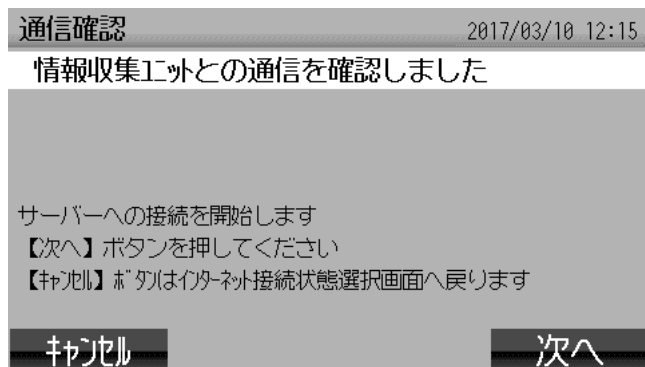 通信確認 2017/03/10 12:15
情報収集ﾕﾆｯﾄとの通信を確認しました
サーバーへの接続を開始します
【次へ】ボタンを押してください
【ｷｬﾝｾﾙ】ﾎﾞﾀﾝはｲﾝﾀｰﾈｯﾄ接続状態選択画面へ戻ります
ｷｬﾝｾﾙ 次へ